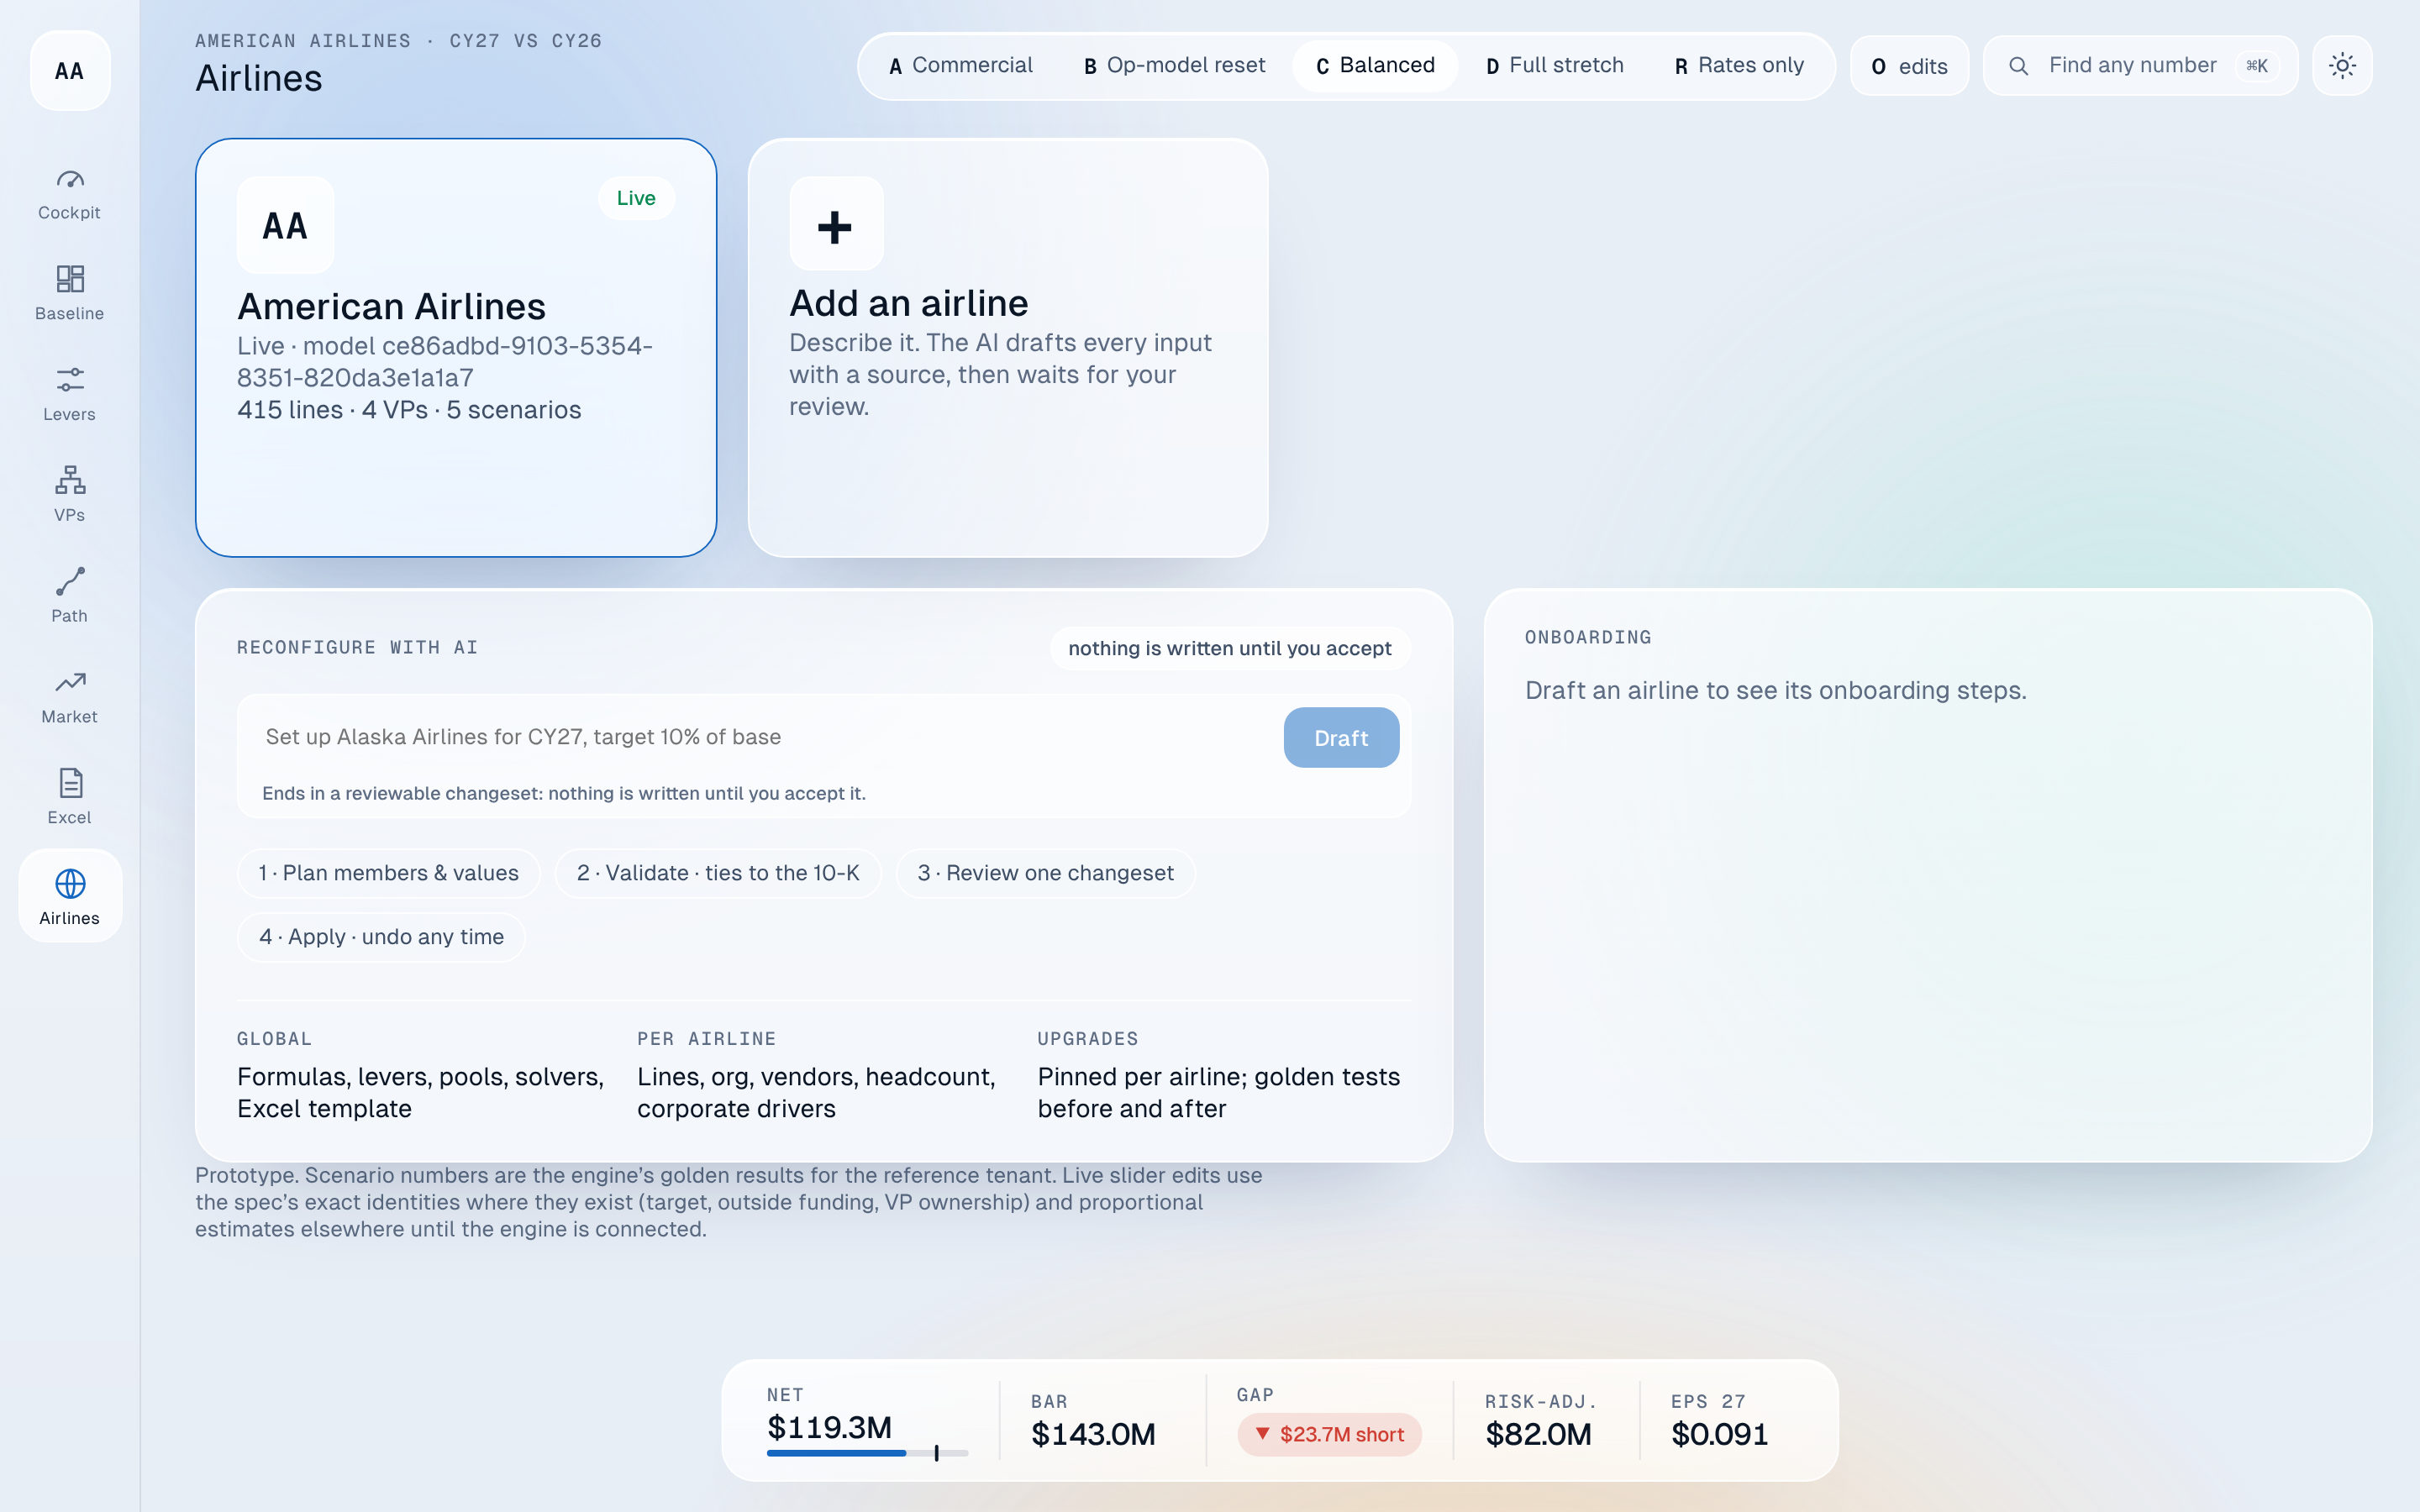 AA
AMERICAN AIRLINES · CY27 VS CY26
Airlines
A Commercial
B Op-model reset
C Balanced
D Full stretch
R Rates only
0 edits
Find any number ⌘K
Cockpit
Baseline
Levers
VPs
Path
Market
Excel
Airlines
AA
Live
American Airlines
Live · model ce86adbd-9103-5354-
8351-820da3e1a1a7
415 lines · 4 VPs · 5 scenarios
+
Add an airline
Describe it. The AI drafts every input
with a source, then waits for your
review.
RECONFIGURE WITH AI
nothing is written until you accept
Set up Alaska Airlines for CY27, target 10% of base
Draft
Ends in a reviewable changeset: nothing is written until you accept it.
1 · Plan members & values
2 · Validate · ties to the 10-K
3 · Review one changeset
4 · Apply · undo any time
GLOBAL
Formulas, levers, pools, solvers,
Excel template
PER AIRLINE
Lines, org, vendors, headcount,
corporate drivers
UPGRADES
Pinned per airline; golden tests
before and after
ONBOARDING
Draft an airline to see its onboarding steps.
Prototype. Scenario numbers are the engine’s golden results for the reference tenant. Live slider edits use
the spec’s exact identities where they exist (target, outside funding, VP ownership) and proportional
estimates elsewhere until the engine is connected.
NET
$119.3M
BAR
$143.0M
GAP
▼ $23.7M short
RISK-ADJ.
$82.0M
EPS 27
$0.091